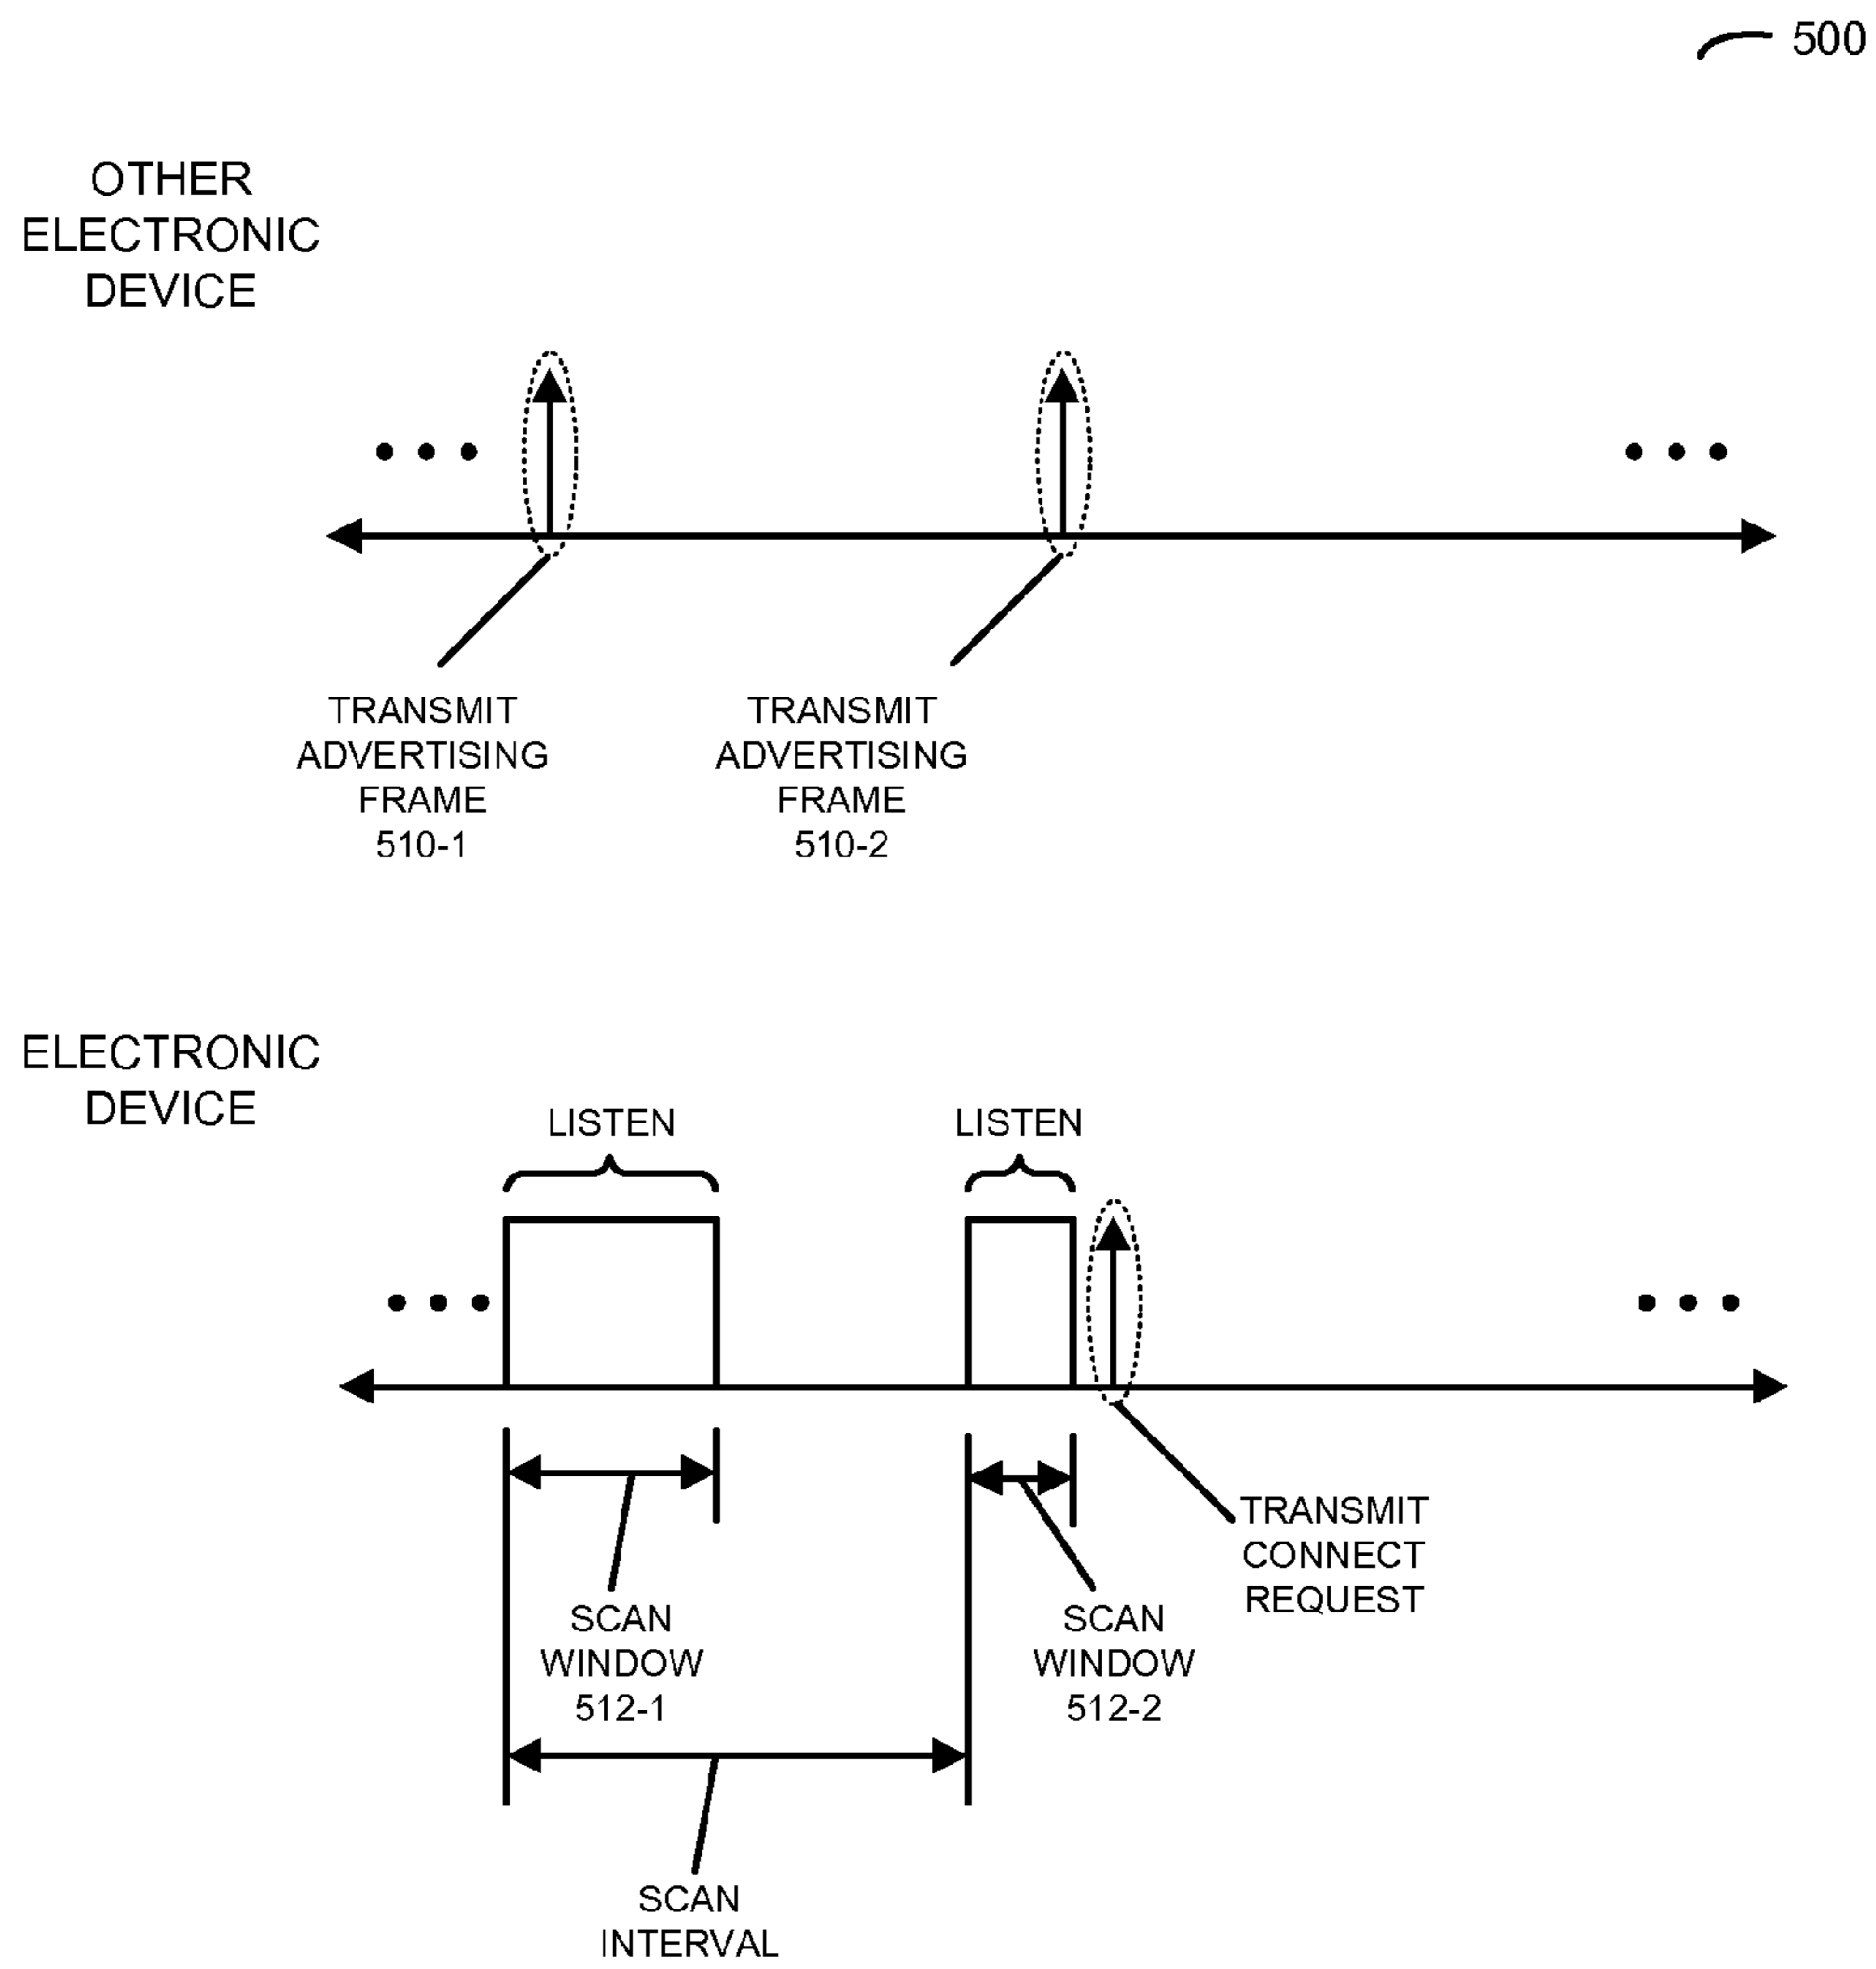 500
OTHER
ELECTRONIC
DEVICE
TRANSMIT
ADVERTISING
FRAME
510-1
TRANSMIT
ADVERTISING
FRAME
510-2
ELECTRONIC
DEVICE
LISTEN
LISTEN
TRANSMIT
CONNECT
REQUEST
SCAN
WINDOW
512-1
SCAN
WINDOW
512-2
SCAN
INTERVAL